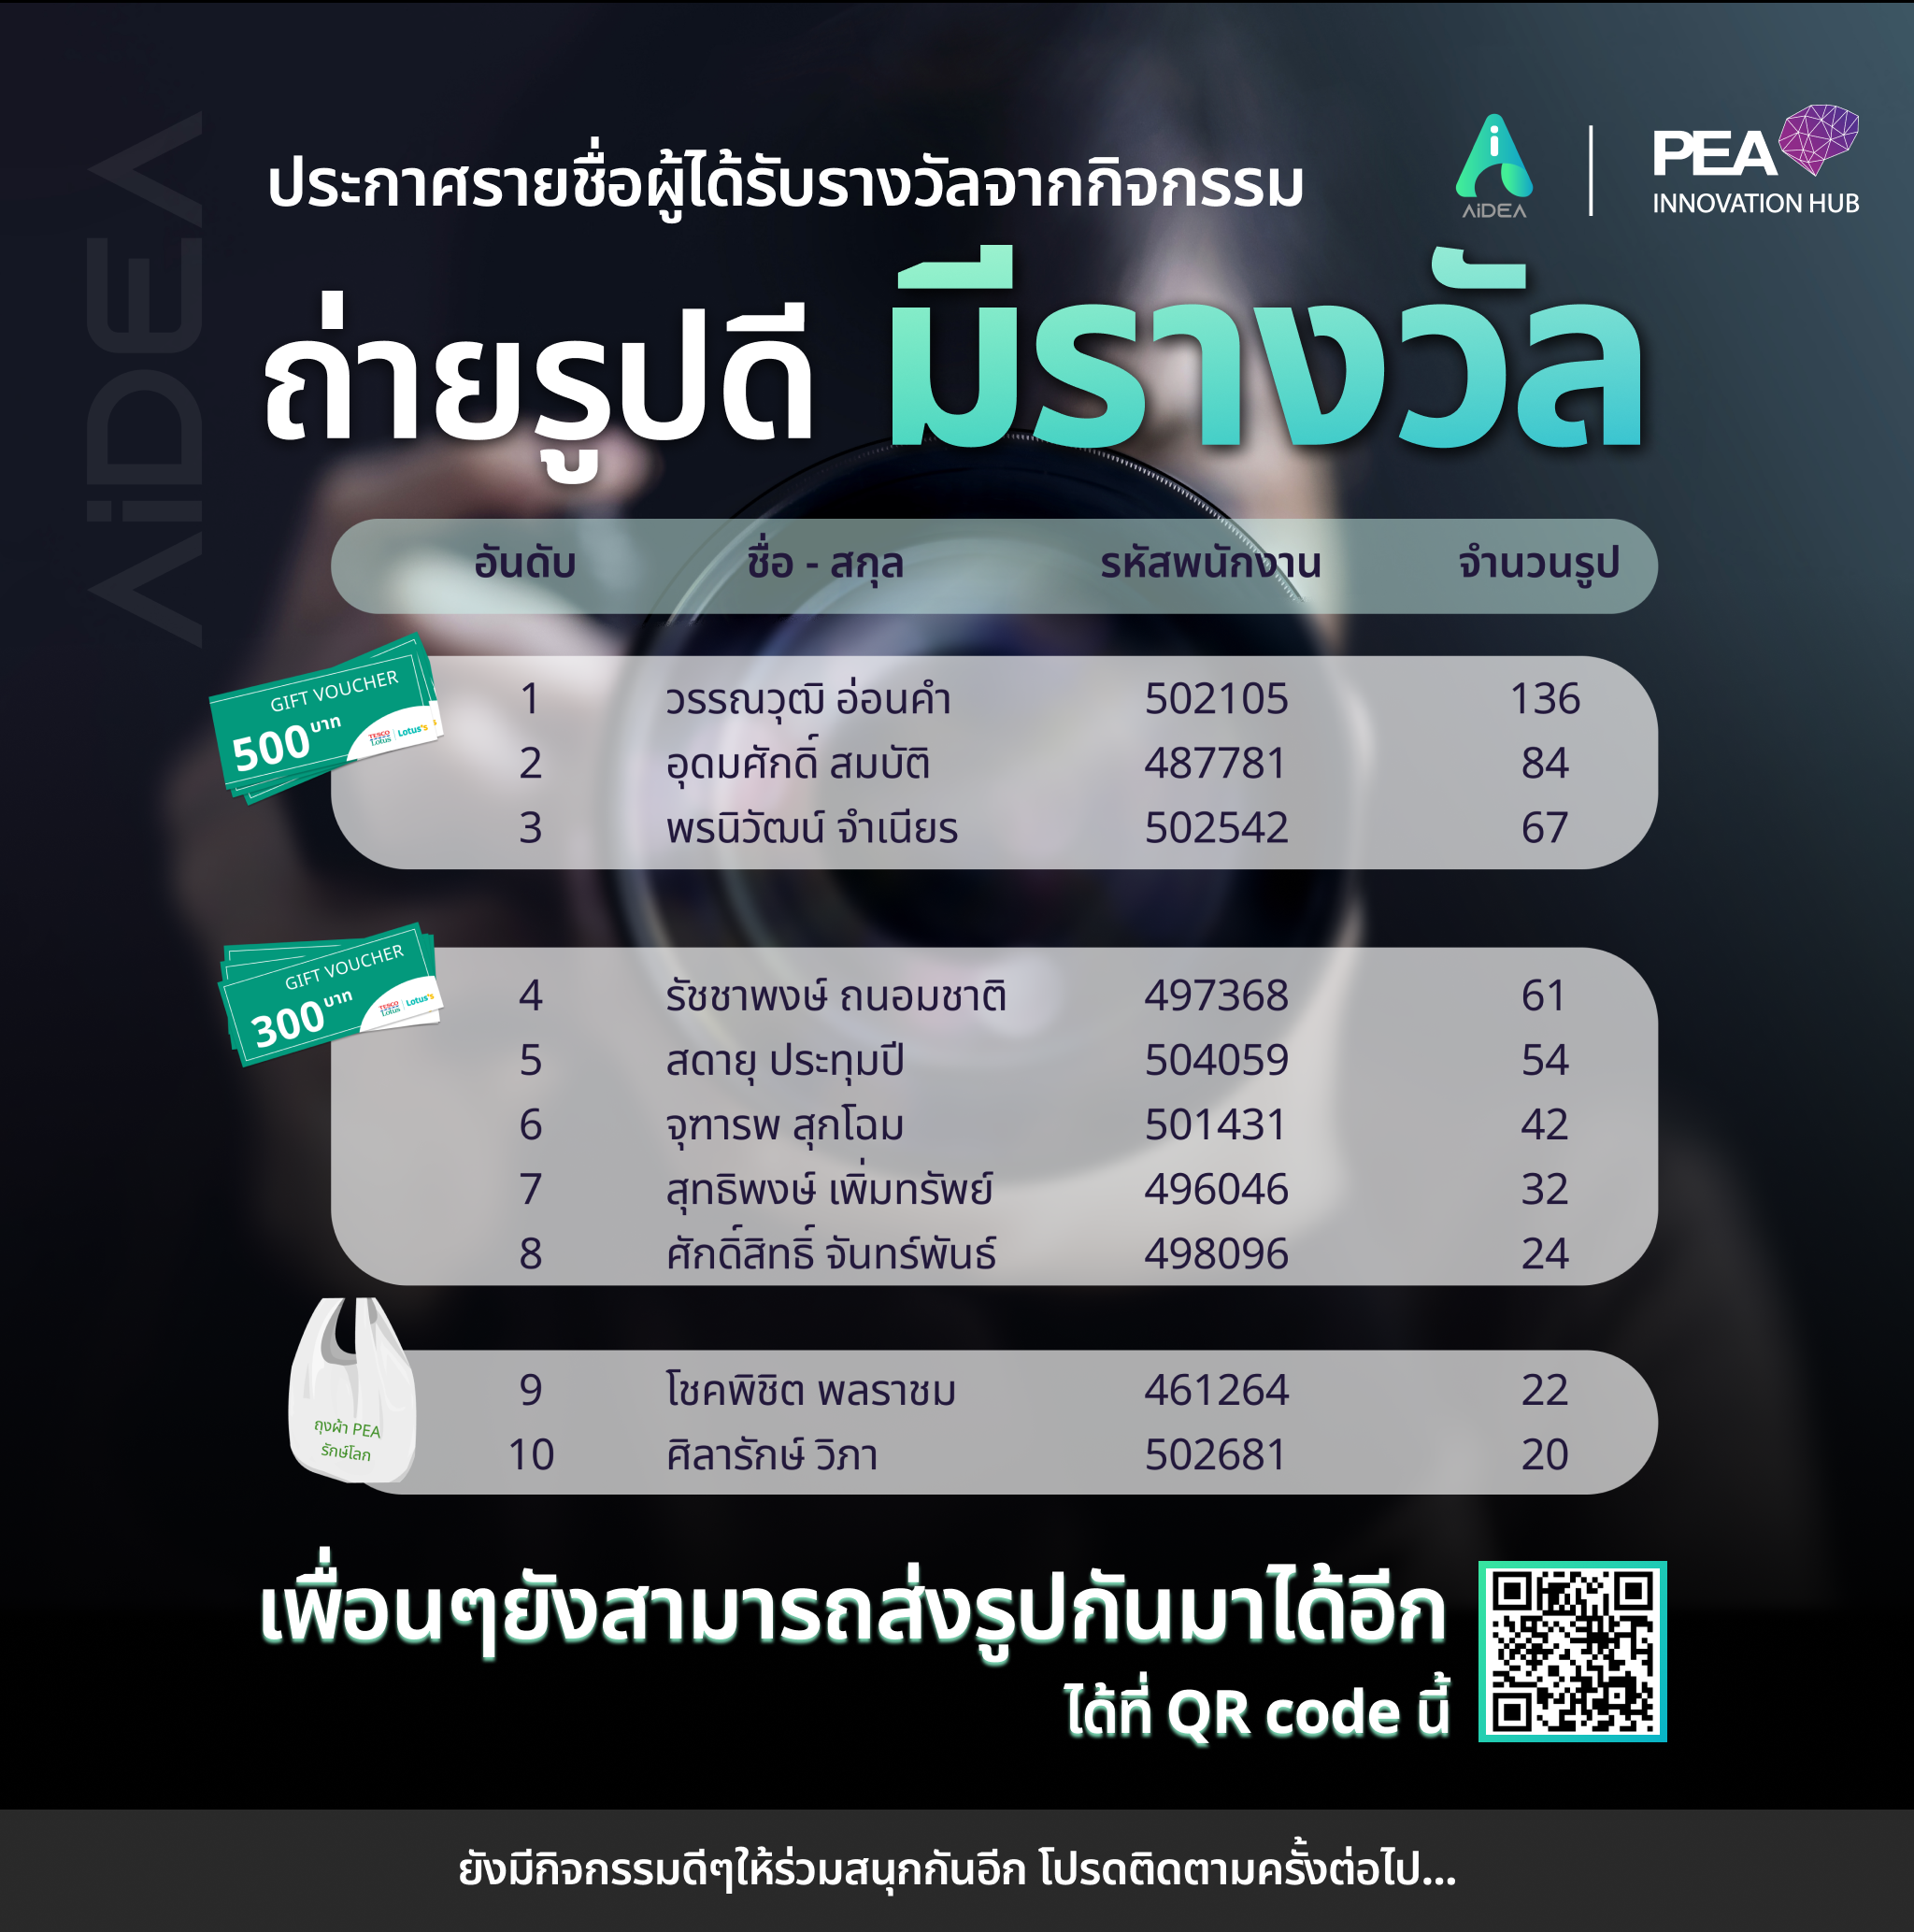 AiDEA
ประกาศรายชื่อผู้ได้รับรางวัลจากกิจกรรม
AiDEA
PEA
INNOVATION HUB
ถ่ายรูปดี มีรางวัล
อันดับ ชื่อ - สกุล รหัสพนักงาน จำนวนรูป
GIFT VOUCHER
500 บาท
TESCO Lotus Lotus's
1 วรรณวุฒิ อ่อนคำ 502105 136
2 อุดมศักดิ์ สมบัติ 487781 84
3 พรนิวัฒน์ จำเนียร 502542 67
GIFT VOUCHER
300 บาท
TESCO Lotus Lotus's
4 รัชชาพงษ์ ถนอมชาติ 497368 61
5 สดายุ ประทุมปี 504059 54
6 จุฑารพ สุกโฉม 501431 42
7 สุทธิพงษ์ เพิ่มทรัพย์ 496046 32
8 ศักดิ์สิทธิ์ จันทร์พันธ์ 498096 24
ถุงผ้า PEA
รักษ์โลก
9 โชคพิชิต พลราชม 461264 22
10 ศิลารักษ์ วิภา 502681 20
เพื่อนๆยังสามารถส่งรูปกันมาได้อีก
ได้ที่ QR code นี้
ยังมีกิจกรรมดีๆให้ร่วมสนุกกันอีก โปรดติดตามครั้งต่อไป...